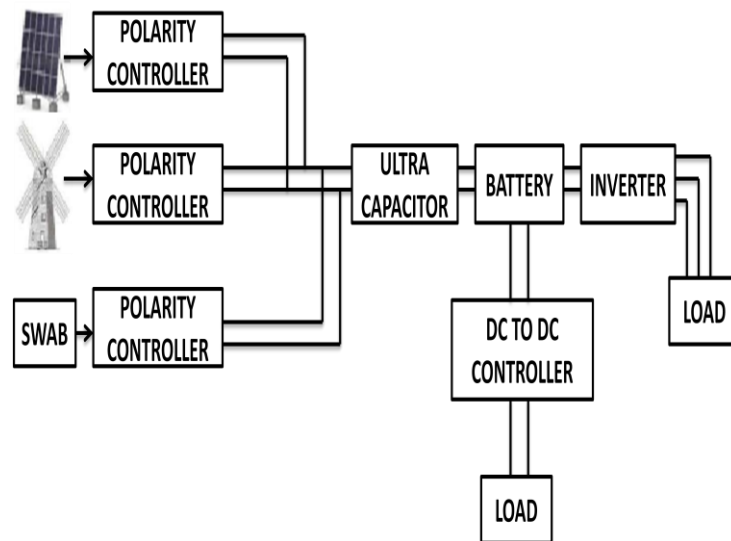 POLARITY
CONTROLLER
POLARITY
CONTROLLER
ULTRA
CAPACITOR
BATTERY
INVERTER
SWAB
POLARITY
CONTROLLER
DC TO DC
CONTROLLER
LOAD
LOAD